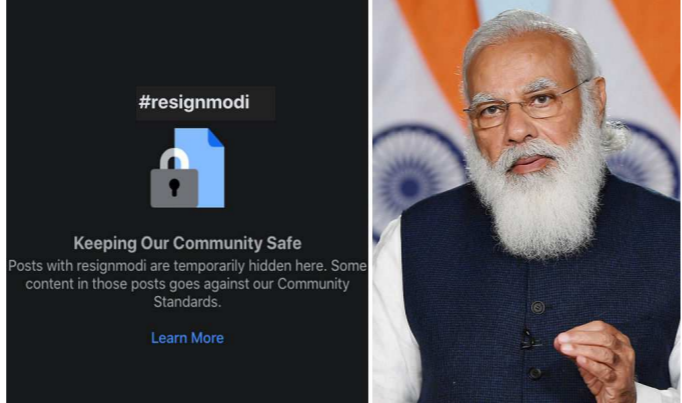 #resignmodi
Keeping Our Community Safe
Posts with resignmodi are temporarily hidden here. Some
content in those posts goes against our Community
Standards.
Learn More